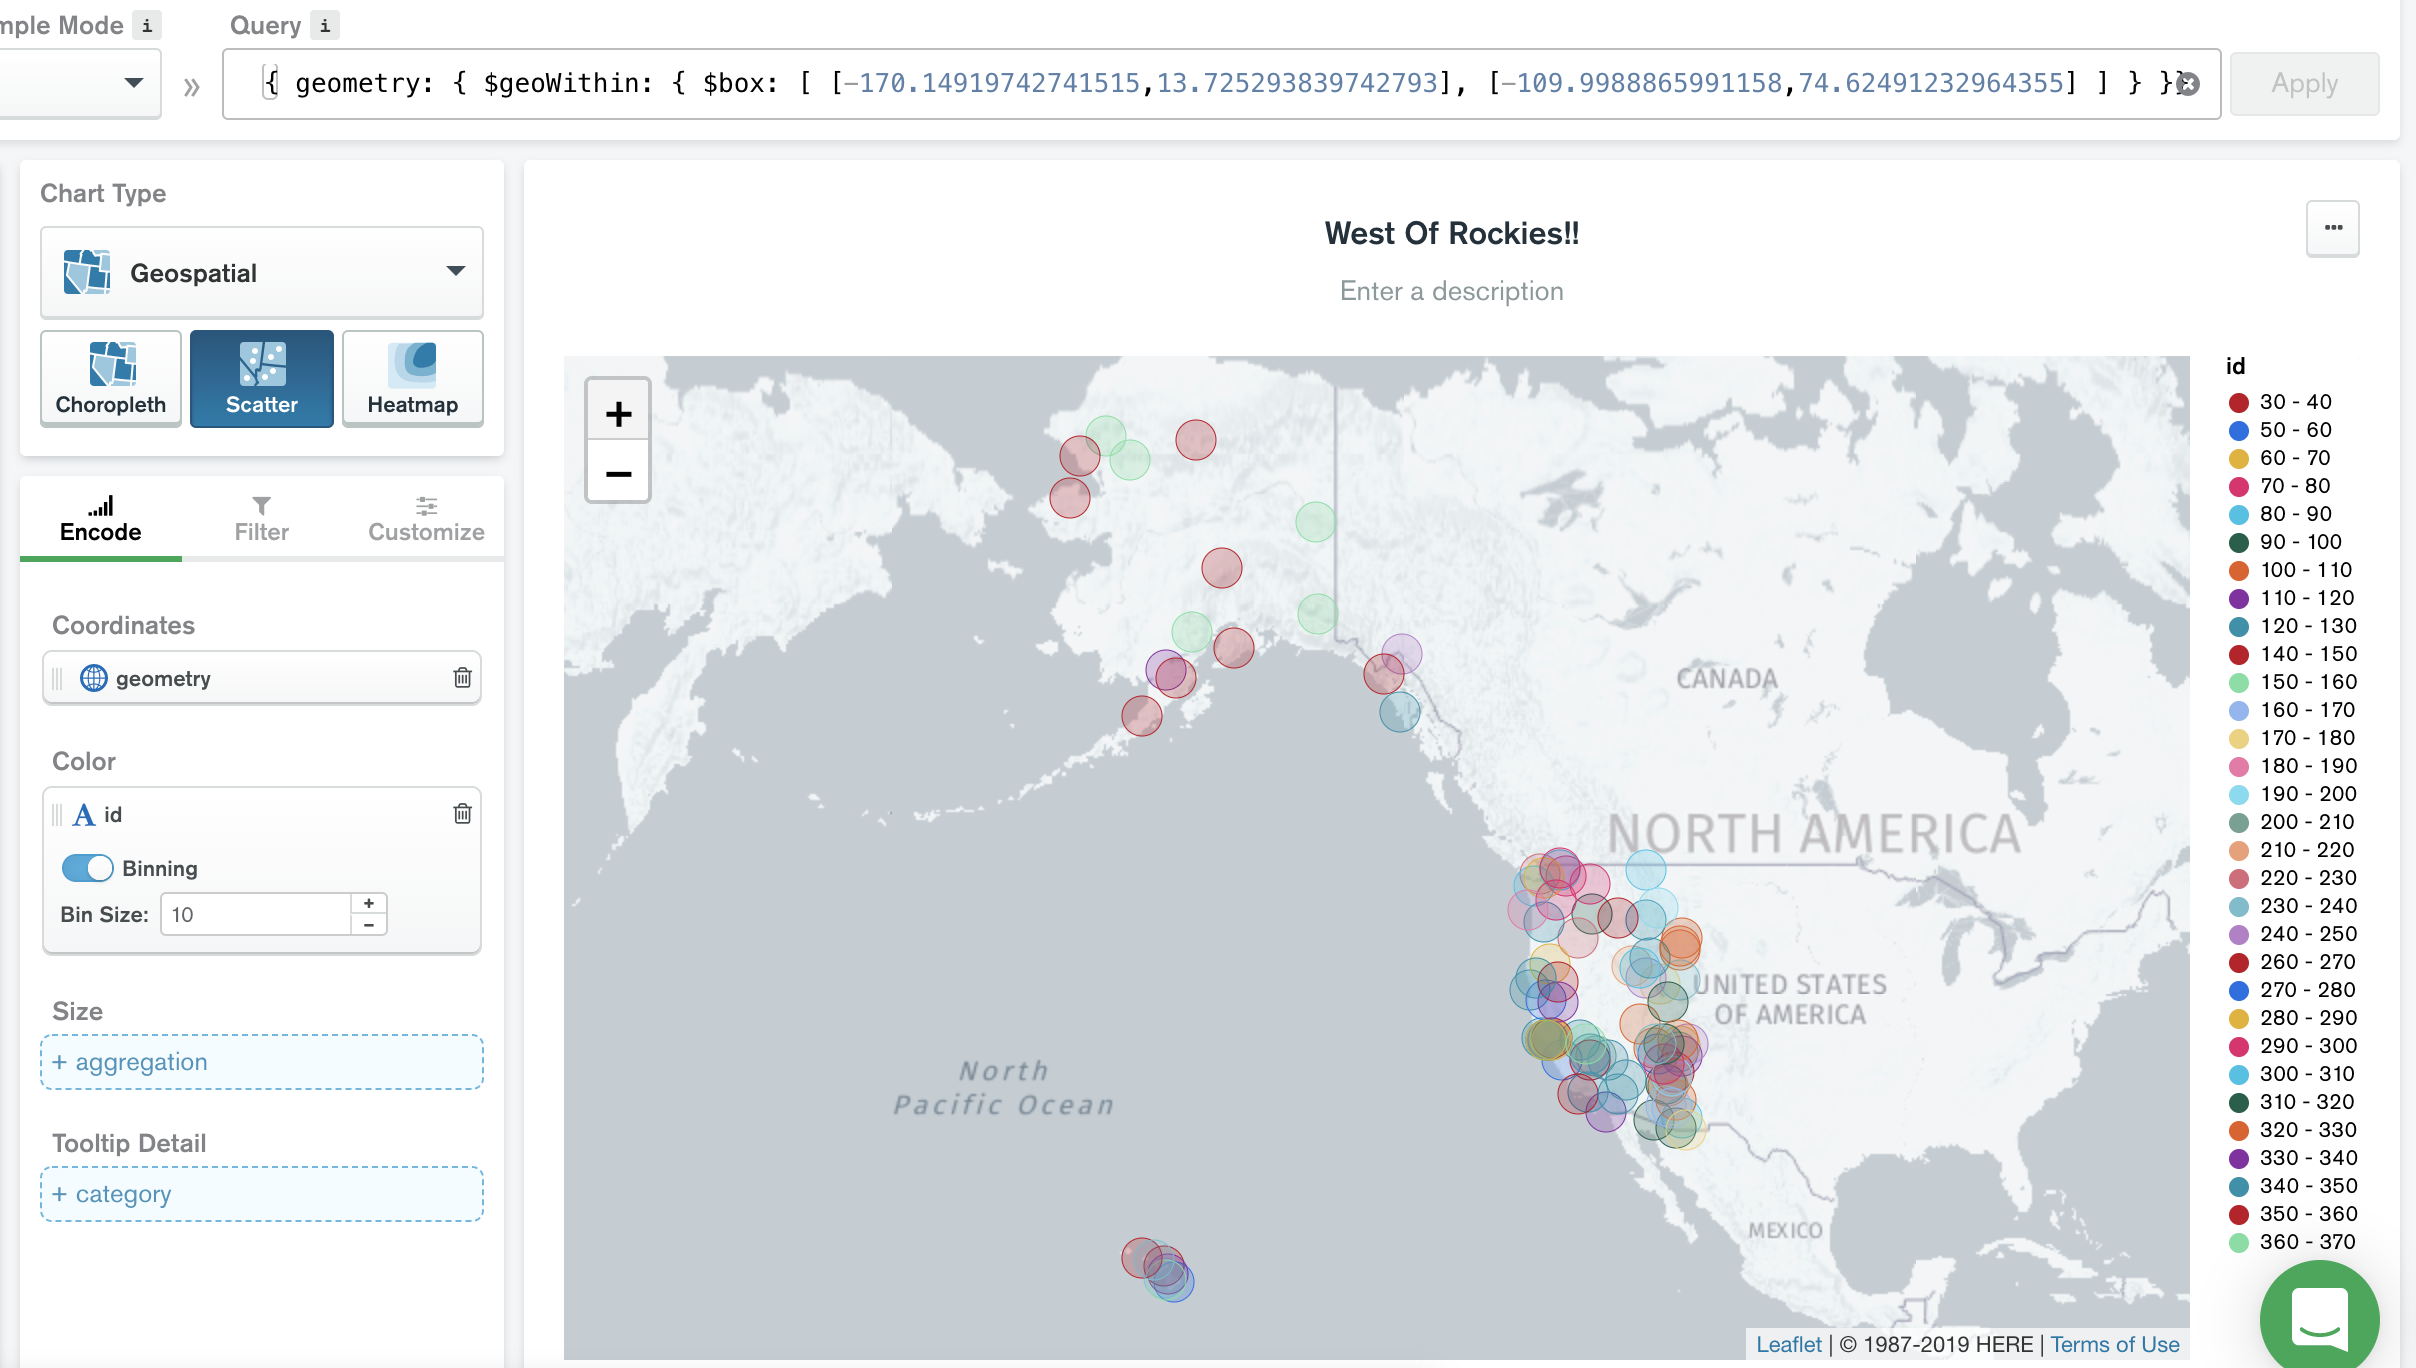 mple Mode i
Query i
{ geometry: { $geoWithin: { $box: [ [-170.14919742741515,13.725293839742793], [-109.9988865991158,74.62491232964355] ] } }}
Apply
Chart Type
Geospatial
Choropleth
Scatter
Heatmap
Encode
Filter
Customize
Coordinates
geometry
Color
A id
Binning
Bin Size: 10
+
-
Size
+ aggregation
Tooltip Detail
+ category
West Of Rockies!!
Enter a description
...
+
−
CANADA
NORTH AMERICA
UNITED STATES
OF AMERICA
North
Pacific Ocean
MEXICO
Leaflet | © 1987-2019 HERE | Terms of Use
id
30 - 40
50 - 60
60 - 70
70 - 80
80 - 90
90 - 100
100 - 110
110 - 120
120 - 130
140 - 150
150 - 160
160 - 170
170 - 180
180 - 190
190 - 200
200 - 210
210 - 220
220 - 230
230 - 240
240 - 250
260 - 270
270 - 280
280 - 290
290 - 300
300 - 310
310 - 320
320 - 330
330 - 340
340 - 350
350 - 360
360 - 370